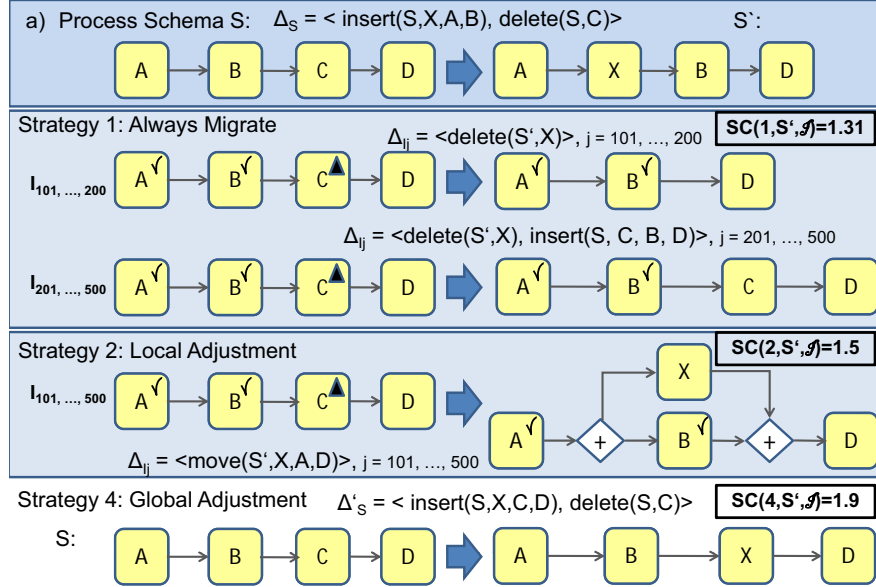 a) Process Schema S: Δ_S = < insert(S,X,A,B), delete(S,C)> S`:
A B C D A X B D
Strategy 1: Always Migrate SC(1,S‘,ℐ)=1.31
Δ_Ij = <delete(S‘,X)>, j = 101, …, 200
I_101, …, 200 A√ B√ C D A√ B√ D
Δ_Ij = <delete(S‘,X), insert(S, C, B, D)>, j = 201, …, 500
I_201, …, 500 A√ B√ C D A√ B√ C D
Strategy 2: Local Adjustment SC(2,S‘,ℐ)=1.5
X
I_101, …, 500 A√ B√ C D
A√ + B√ + D
Δ_Ij = <move(S‘,X,A,D)>, j = 101, …, 500
Strategy 4: Global Adjustment Δ‘_S = < insert(S,X,C,D), delete(S,C)> SC(4,S‘,ℐ)=1.9
S:
A B C D A B X D